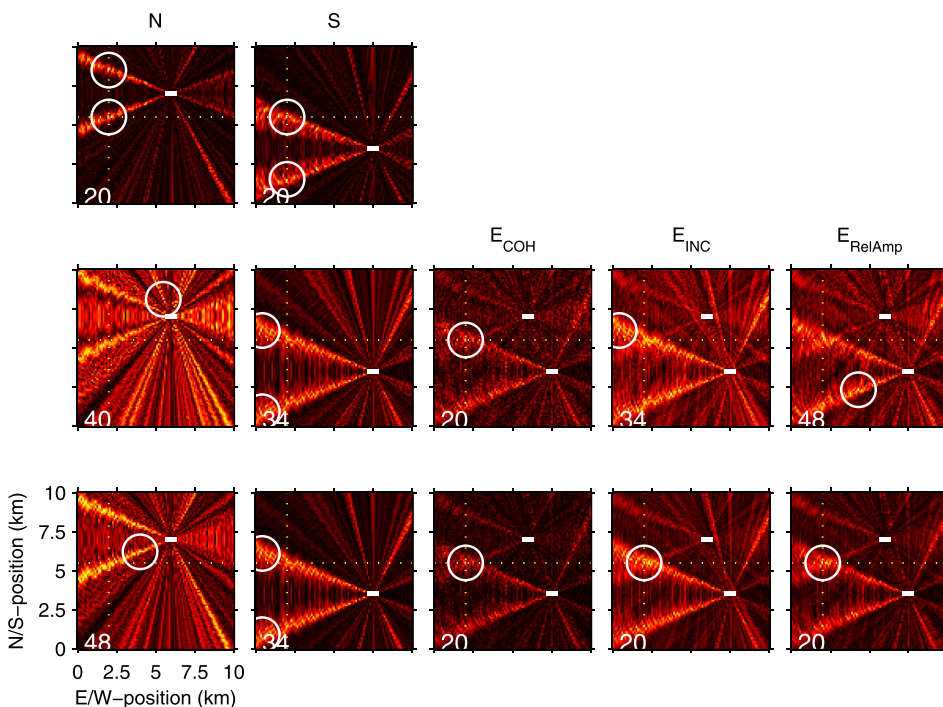 N S
20 20
E_COH E_INC E_RelAmp
40 34 20 34 48
N/S−position (km)
10
7.5
5
2.5
0
48 34 20 20 20
0 2.5 5 7.5 10
E/W−position (km)